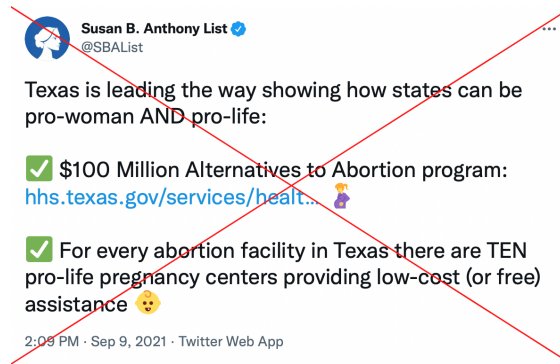 Susan B. Anthony List
@SBAList
Texas is leading the way showing how states can be
pro-woman AND pro-life:
✅ $100 Million Alternatives to Abortion program:
hhs.texas.gov/services/healt... 🤰
✅ For every abortion facility in Texas there are TEN
pro-life pregnancy centers providing low-cost (or free)
assistance 👶
2:09 PM · Sep 9, 2021 · Twitter Web App